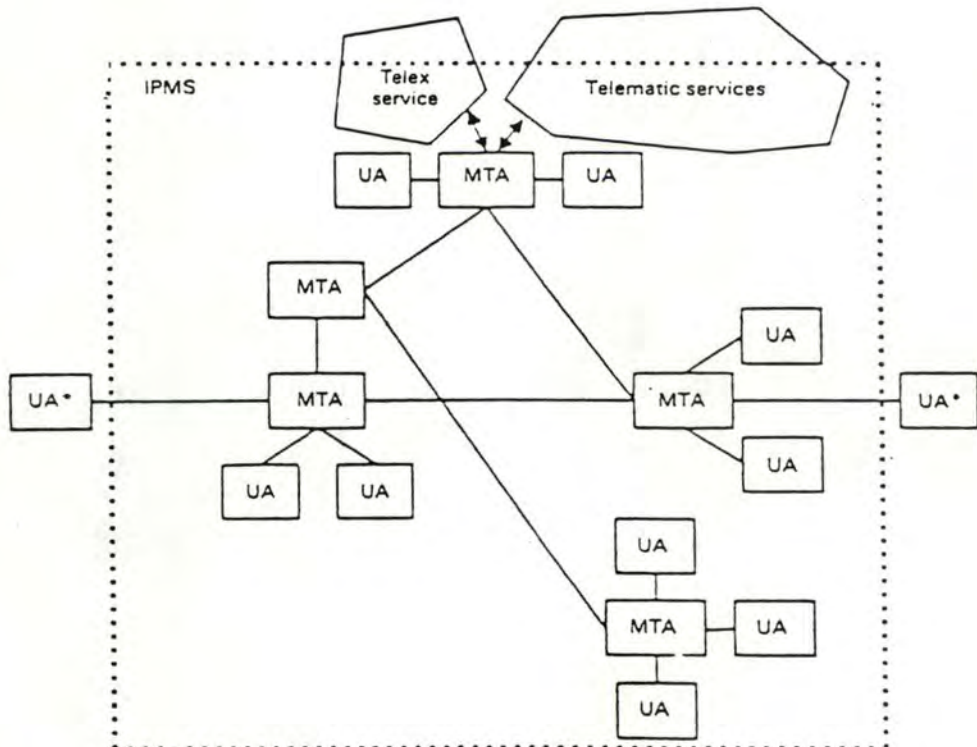 IPMS
Telex
service
Telematic services
UA
MTA
UA
MTA
UA
UA*
MTA
MTA
UA*
UA
UA
UA
UA
MTA
UA
UA